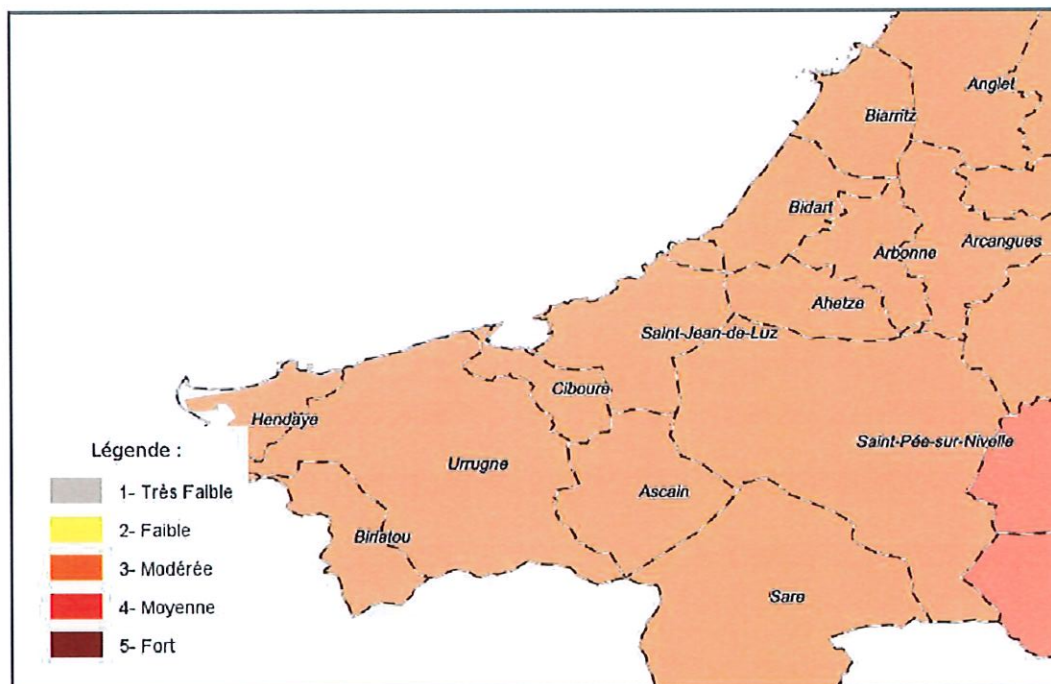 Anglet
Biarritz
Bidart
Arbonne
Arcangues
Ahetze
Saint-Jean-de-Luz
Ciboure
Hendaye
Saint-Pée-sur-Nivelle
Urrugne
Ascain
Biriatou
Sare
Légende :
1- Très Faible
2- Faible
3- Modérée
4- Moyenne
5- Fort